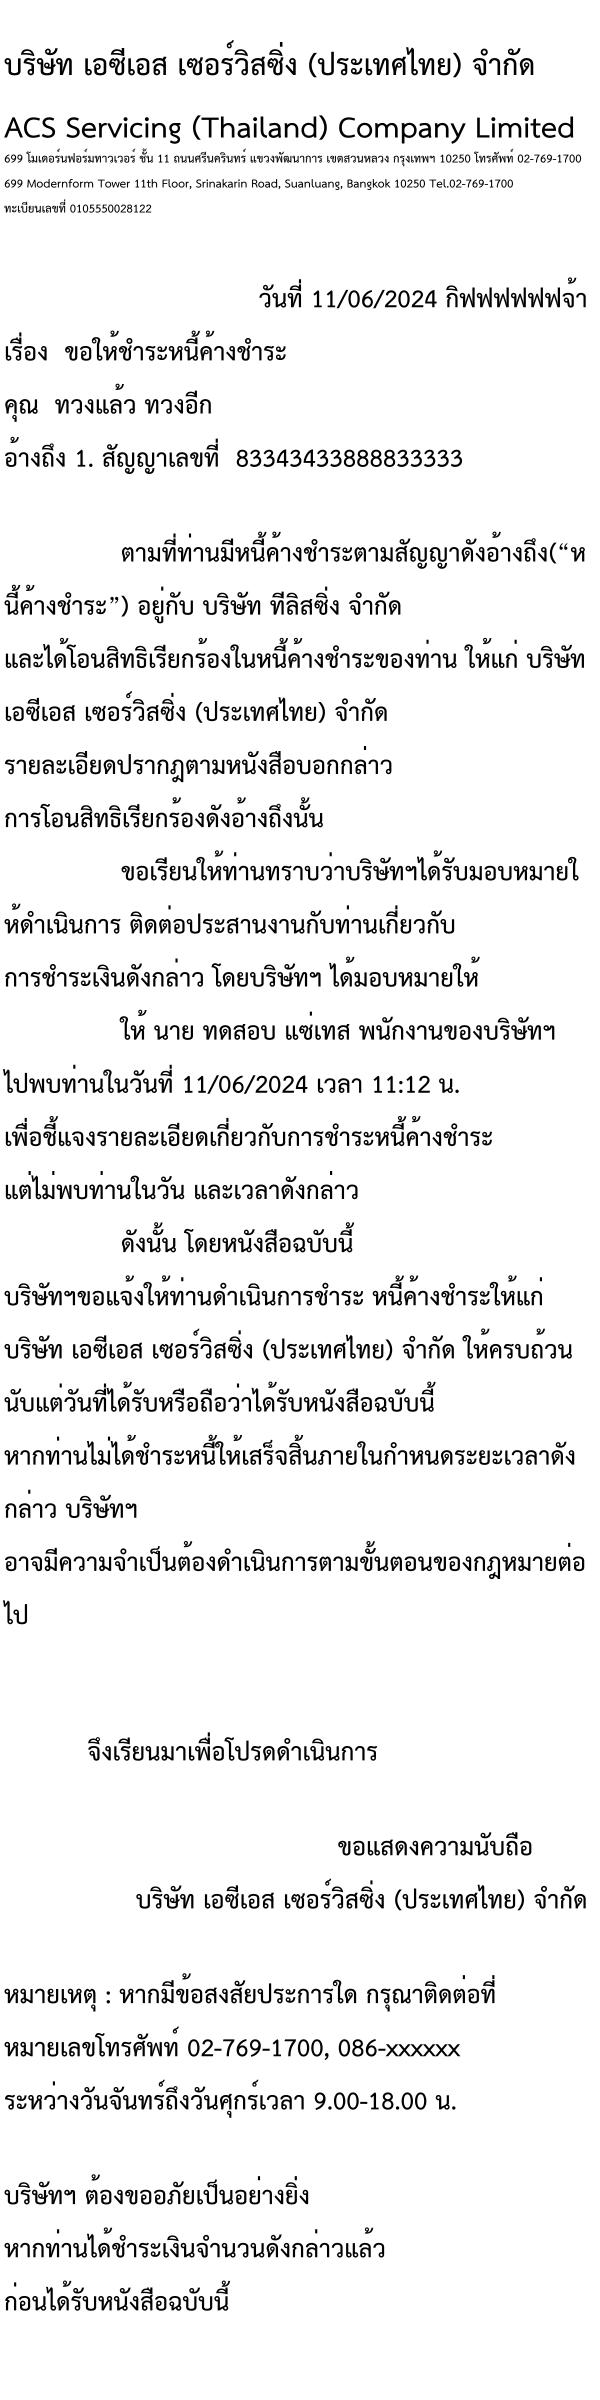 บริษัท เอซีเอส เซอร์วิสซิ่ง (ประเทศไทย) จำกัด
ACS Servicing (Thailand) Company Limited
699 โมเดอร์นฟอร์มทาวเวอร์ ชั้น 11 ถนนศรีนครินทร์ แขวงพัฒนาการ เขตสวนหลวง กรุงเทพฯ 10250 โทรศัพท์ 02-769-1700
699 Modernform Tower 11th Floor, Srinakarin Road, Suanluang, Bangkok 10250 Tel.02-769-1700
ทะเบียนเลขที่ 0105550028122
วันที่ 11/06/2024 กิฟฟฟฟฟฟจ้า
เรื่อง ขอให้ชำระหนี้ค้างชำระ
คุณ ทวงแล้ว ทวงอีก
อ้างถึง 1. สัญญาเลขที่ 83343433888833333
ตามที่ท่านมีหนี้ค้างชำระตามสัญญาดังอ้างถึง(“ห
นี้ค้างชำระ”) อยู่กับ บริษัท ทีลิสซิ่ง จำกัด
และได้โอนสิทธิเรียกร้องในหนี้ค้างชำระของท่าน ให้แก่ บริษัท
เอซีเอส เซอร์วิสซิ่ง (ประเทศไทย) จำกัด
รายละเอียดปรากฎตามหนังสือบอกกล่าว
การโอนสิทธิเรียกร้องดังอ้างถึงนั้น
ขอเรียนให้ท่านทราบว่าบริษัทฯได้รับมอบหมายใ
ห้ดำเนินการ ติดต่อประสานงานกับท่านเกี่ยวกับ
การชำระเงินดังกล่าว โดยบริษัทฯ ได้มอบหมายให้
ให้ นาย ทดสอบ แซ่เทส พนักงานของบริษัทฯ
ไปพบท่านในวันที่ 11/06/2024 เวลา 11:12 น.
เพื่อชี้แจงรายละเอียดเกี่ยวกับการชำระหนี้ค้างชำระ
แต่ไม่พบท่านในวัน และเวลาดังกล่าว
ดังนั้น โดยหนังสือฉบับนี้
บริษัทฯขอแจ้งให้ท่านดำเนินการชำระ หนี้ค้างชำระให้แก่
บริษัท เอซีเอส เซอร์วิสซิ่ง (ประเทศไทย) จำกัด ให้ครบถ้วน
นับแต่วันที่ได้รับหรือถือว่าได้รับหนังสือฉบับนี้
หากท่านไม่ได้ชำระหนี้ให้เสร็จสิ้นภายในกำหนดระยะเวลาดัง
กล่าว บริษัทฯ
อาจมีความจำเป็นต้องดำเนินการตามขั้นตอนของกฎหมายต่อ
ไป
จึงเรียนมาเพื่อโปรดดำเนินการ
ขอแสดงความนับถือ
บริษัท เอซีเอส เซอร์วิสซิ่ง (ประเทศไทย) จำกัด
หมายเหตุ : หากมีข้อสงสัยประการใด กรุณาติดต่อที่
หมายเลขโทรศัพท์ 02-769-1700, 086-xxxxxx
ระหว่างวันจันทร์ถึงวันศุกร์เวลา 9.00-18.00 น.
บริษัทฯ ต้องขออภัยเป็นอย่างยิ่ง
หากท่านได้ชำระเงินจำนวนดังกล่าวแล้ว
ก่อนได้รับหนังสือฉบับนี้